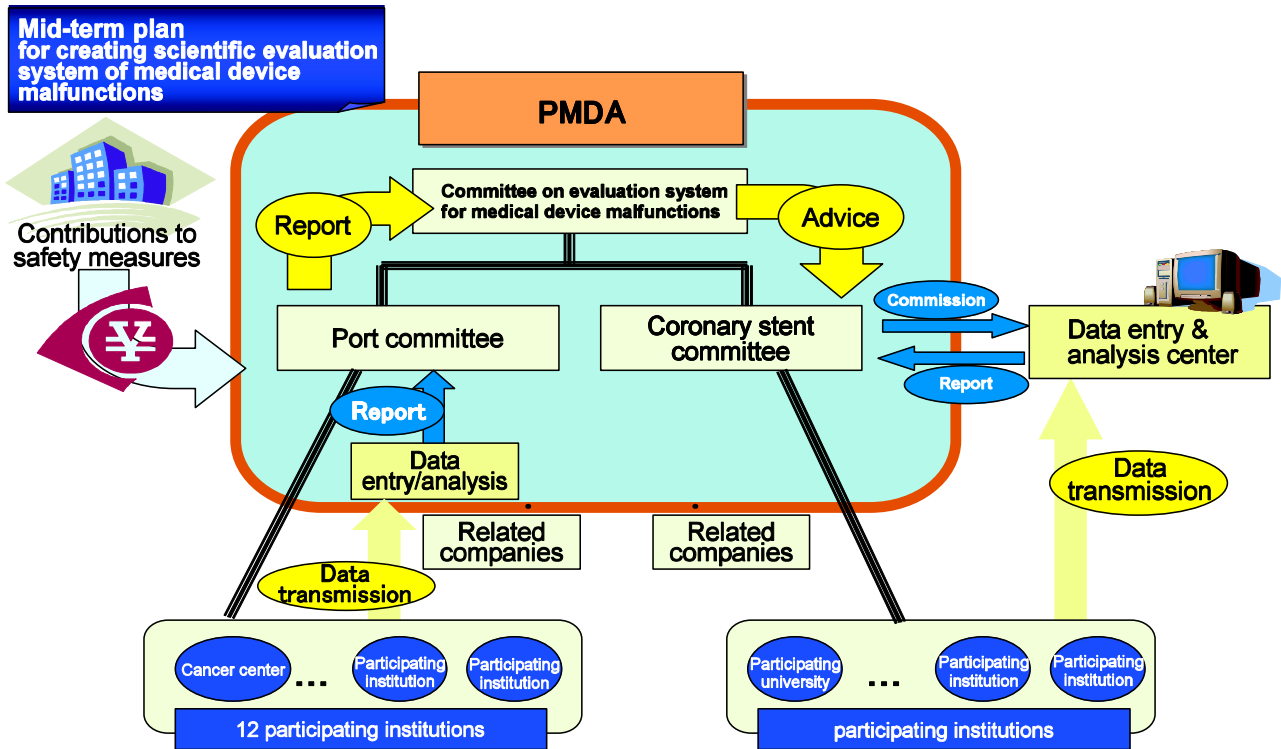 Mid-term plan
for creating scientific evaluation
system of medical device
malfunctions
PMDA
Committee on evaluation system
for medical device malfunctions
Report
Advice
Contributions to
safety measures
¥
Port committee
Coronary stent
committee
Commission
Report
Data entry &
analysis center
Report
Data
entry/analysis
Data
transmission
Related
companies
Related
companies
Data
transmission
Cancer center
...
Participating
institution
Participating
institution
12 participating institutions
Participating
university
...
Participating
institution
Participating
institution
participating institutions